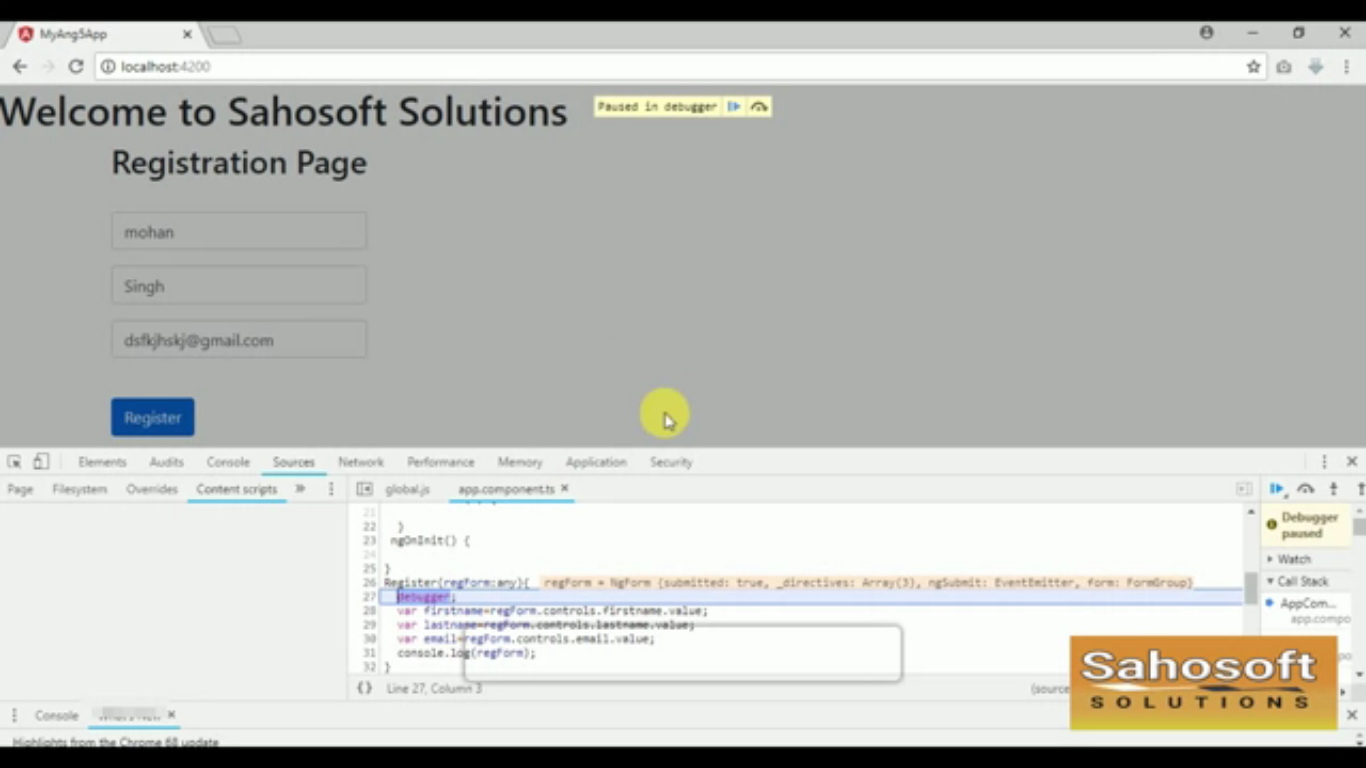 MyAng5App
localhost:4200
Welcome to Sahosoft Solutions
Paused in debugger
Registration Page
mohan
Singh
dsfkjhskj@gmail.com
Register
Elements Audits Console Sources Network Performance Memory Application Security
Page Filesystem Overrides Content scripts » global.js app.component.ts
Debugger paused
Watch
Call Stack
AppCom...
app.compo
21
22 }
23 ngOnInit() {
24
25 }
26 Register(regForm:any){ regForm = NgForm {submitted: true, _directives: Array(3), ngSubmit: EventEmitter, form: FormGroup}
27 debugger;
28 var firstname=regForm.controls.firstname.value;
29 var lastname=regForm.controls.lastname.value;
30 var email=regForm.controls.email.value;
31 console.log(regForm);
32 }
{} Line 27, Column 3 (source
Sahosoft
SOLUTIONS
Console What's New
Highlights from the Chrome 68 update